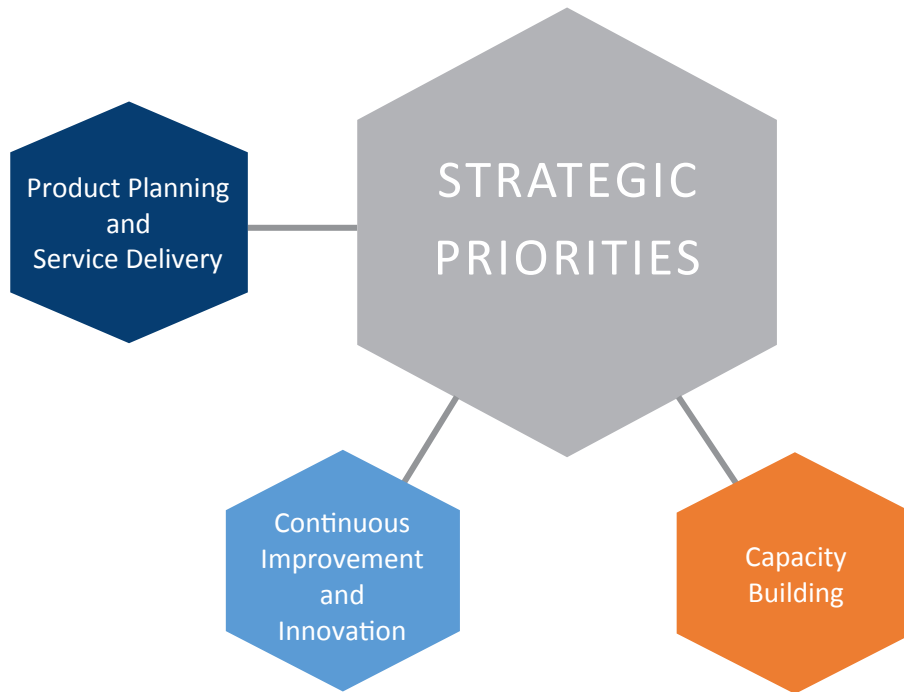 STRATEGIC
PRIORITIES
Product Planning
and
Service Delivery
Continuous
Improvement
and
Innovation
Capacity
Building